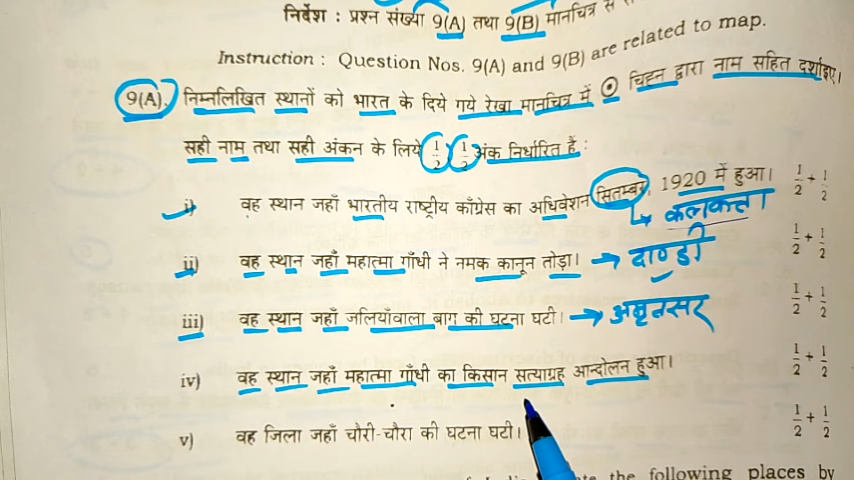 निर्देश : प्रश्न संख्या 9(A) तथा 9(B) मानचित्र से
Instruction : Question Nos. 9(A) and 9(B) are related to map.
9(A). निम्नलिखित स्थानों को भारत के दिये गये रेखा मानचित्र में ⊙ चिह्न द्वारा नाम सहित दर्शाइए।
सही नाम तथा सही अंकन के लिये 1/2, 1/2 अंक निर्धारित है :
i) वह स्थान जहाँ भारतीय राष्ट्रीय काँग्रेस का अधिवेशन सितम्बर, 1920 में हुआ। 1/2 + 1/2
↳ कलकत्ता
ii) वह स्थान जहाँ महात्मा गाँधी ने नमक कानून तोड़ा। → दाण्डी 1/2 + 1/2
iii) वह स्थान जहाँ जलियाँवाला बाग की घटना घटी। → अमृतसर 1/2 + 1/2
iv) वह स्थान जहाँ महात्मा गाँधी का किसान सत्याग्रह आन्दोलन हुआ। 1/2 + 1/2
v) वह जिला जहाँ चौरी-चौरा की घटना घटी। 1/2 + 1/2
the following places by